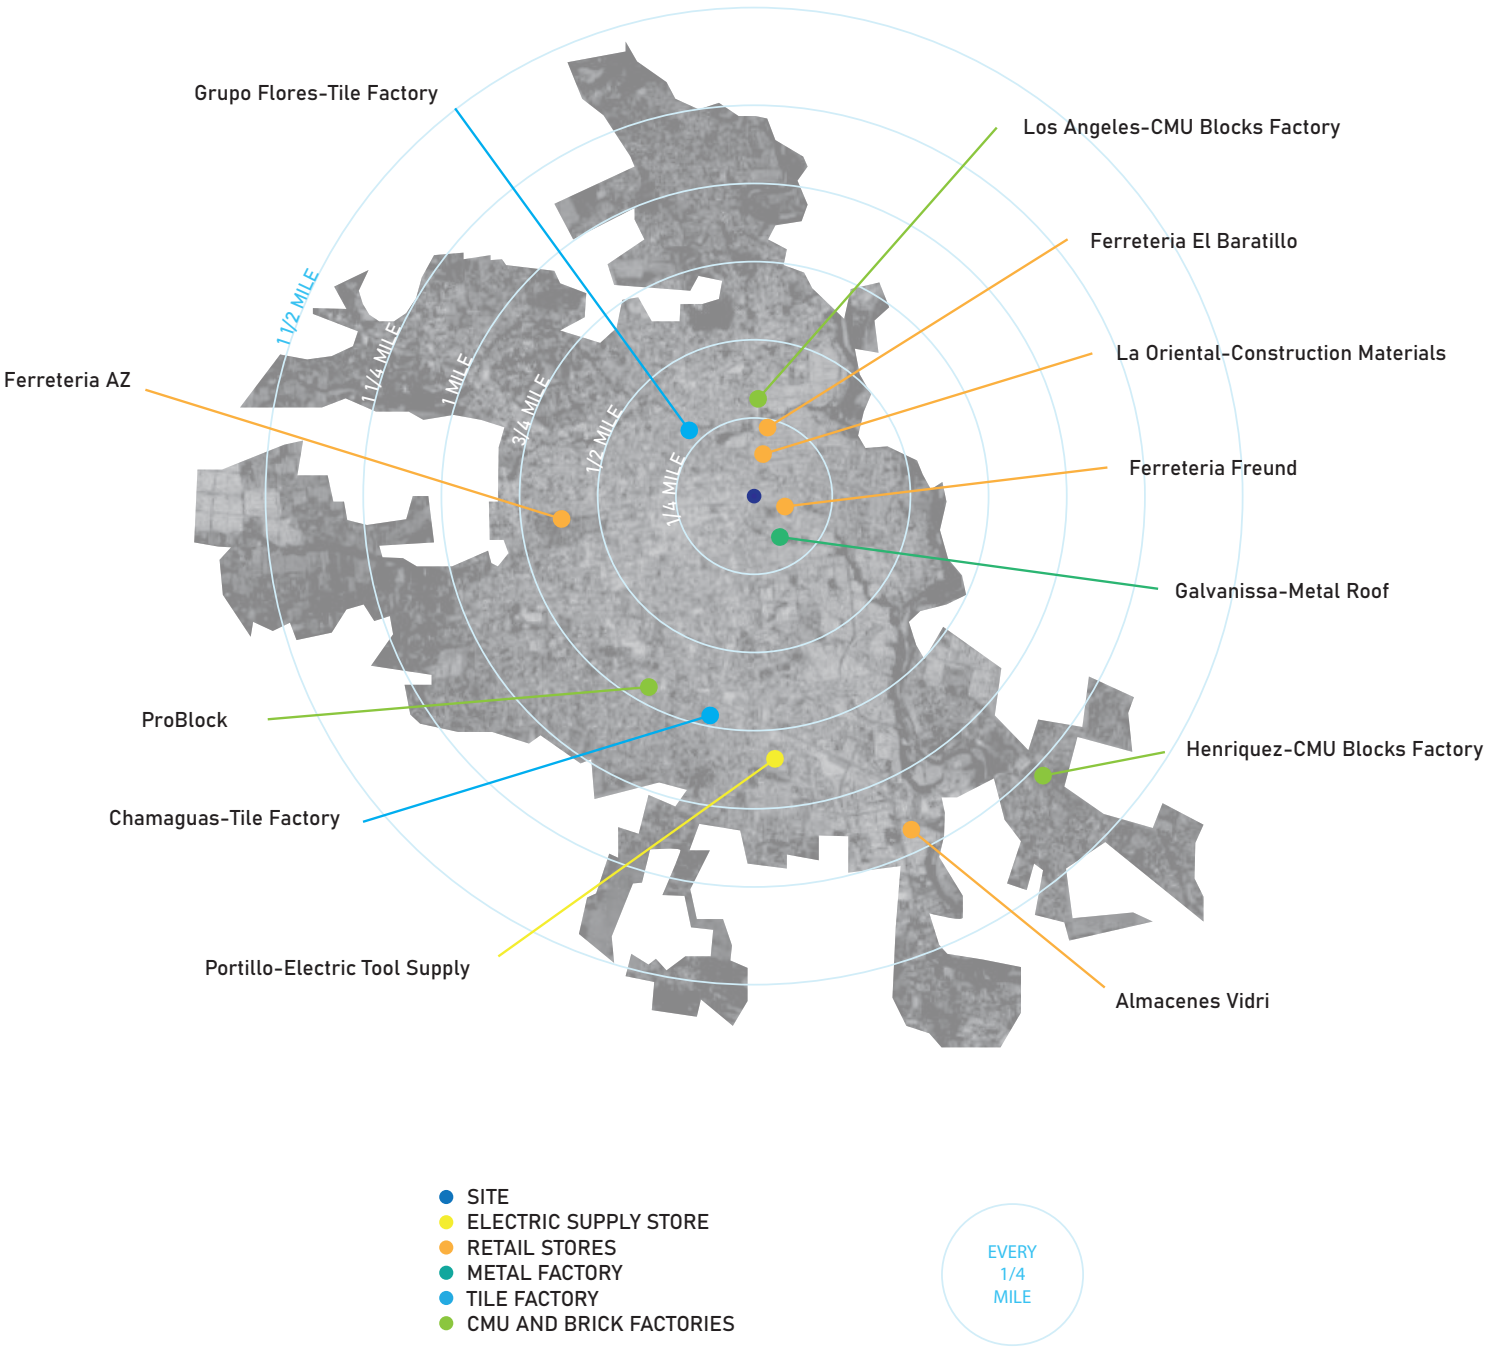 Grupo Flores-Tile Factory
Los Angeles-CMU Blocks Factory
Ferreteria El Baratillo
1 1/2 MILE
1 1/4 MILE
1 MILE
3/4 MILE
1/2 MILE
1/4 MILE
La Oriental-Construction Materials
Ferreteria AZ
Ferreteria Freund
Galvanissa-Metal Roof
ProBlock
Henriquez-CMU Blocks Factory
Chamaguas-Tile Factory
Portillo-Electric Tool Supply
Almacenes Vidri
SITE
ELECTRIC SUPPLY STORE
RETAIL STORES
METAL FACTORY
TILE FACTORY
CMU AND BRICK FACTORIES
EVERY
1/4
MILE